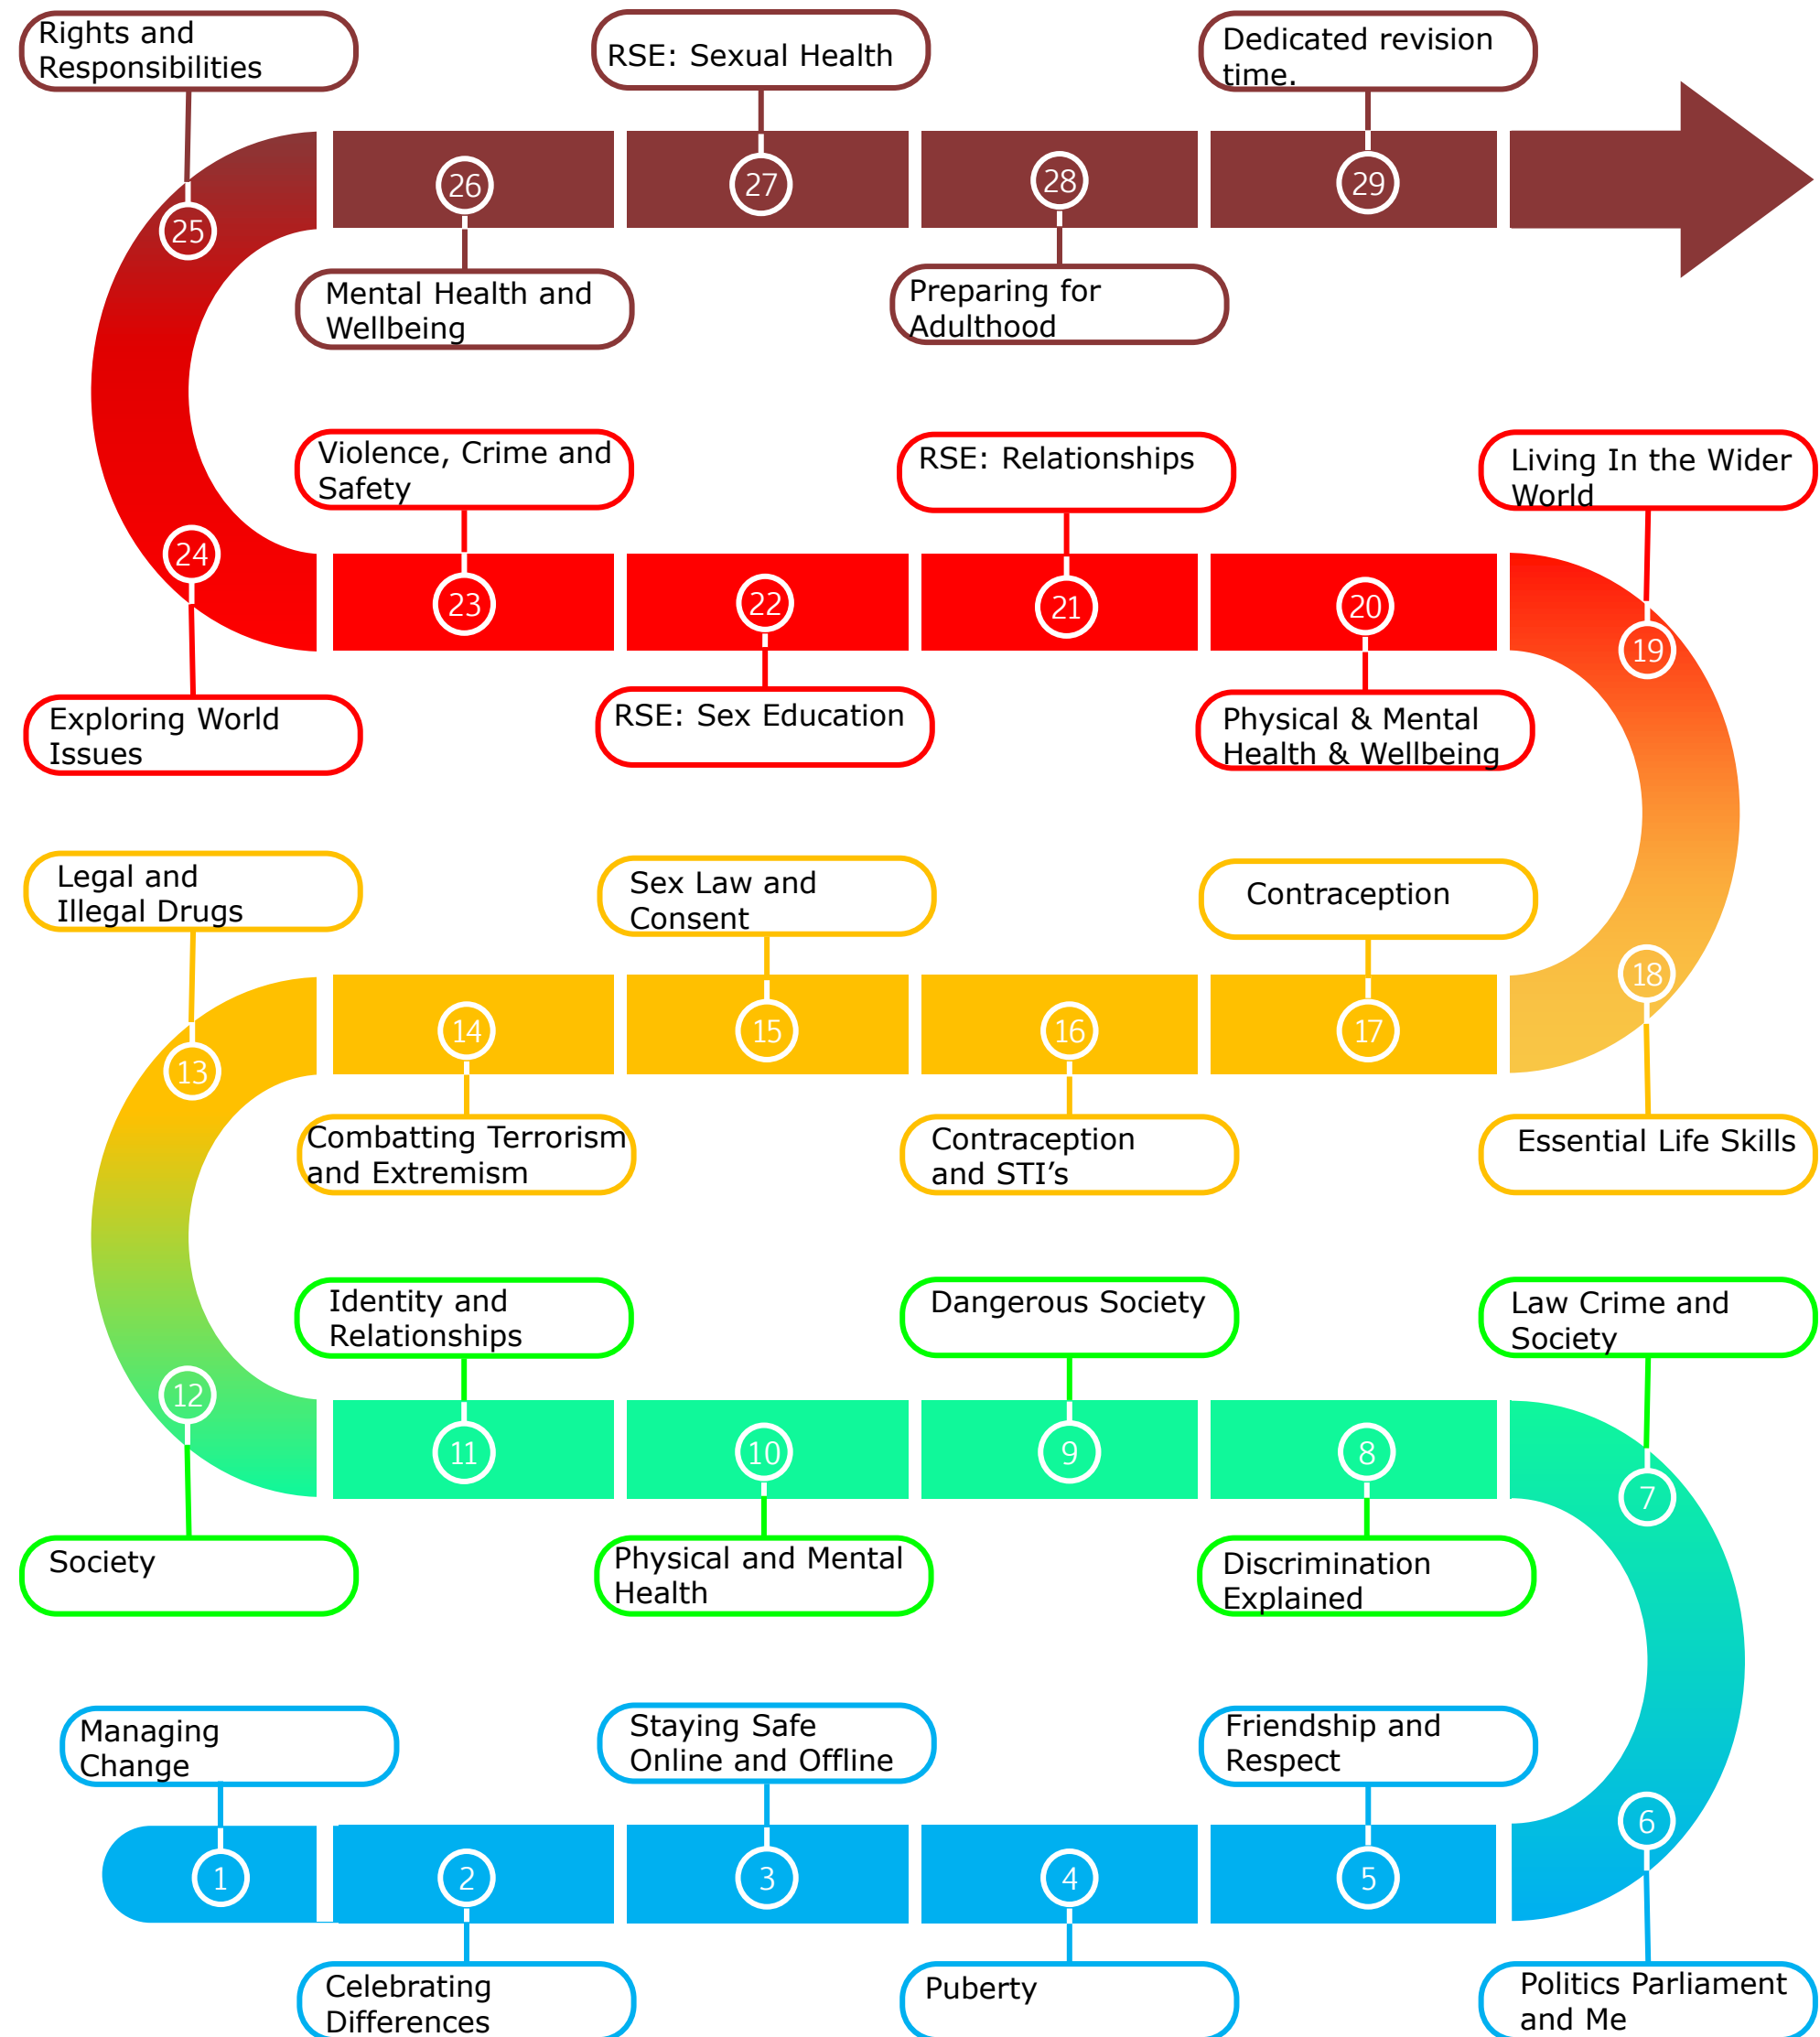 Rights and
Responsibilities
RSE: Sexual Health
Dedicated revision
time.
25
26
27
28
29
Mental Health and
Wellbeing
Preparing for
Adulthood
Violence, Crime and
Safety
RSE: Relationships
Living In the Wider
World
24
23
22
21
20
19
Exploring World
Issues
RSE: Sex Education
Physical & Mental
Health & Wellbeing
Legal and
Illegal Drugs
Sex Law and
Consent
Contraception
13
14
15
16
17
18
Combatting Terrorism
and Extremism
Contraception
and STI’s
Essential Life Skills
Identity and
Relationships
Dangerous Society
Law Crime and
Society
12
11
10
9
8
7
Society
Physical and Mental
Health
Discrimination
Explained
Managing
Change
Staying Safe
Online and Offline
Friendship and
Respect
1
2
3
4
5
6
Celebrating
Differences
Puberty
Politics Parliament
and Me